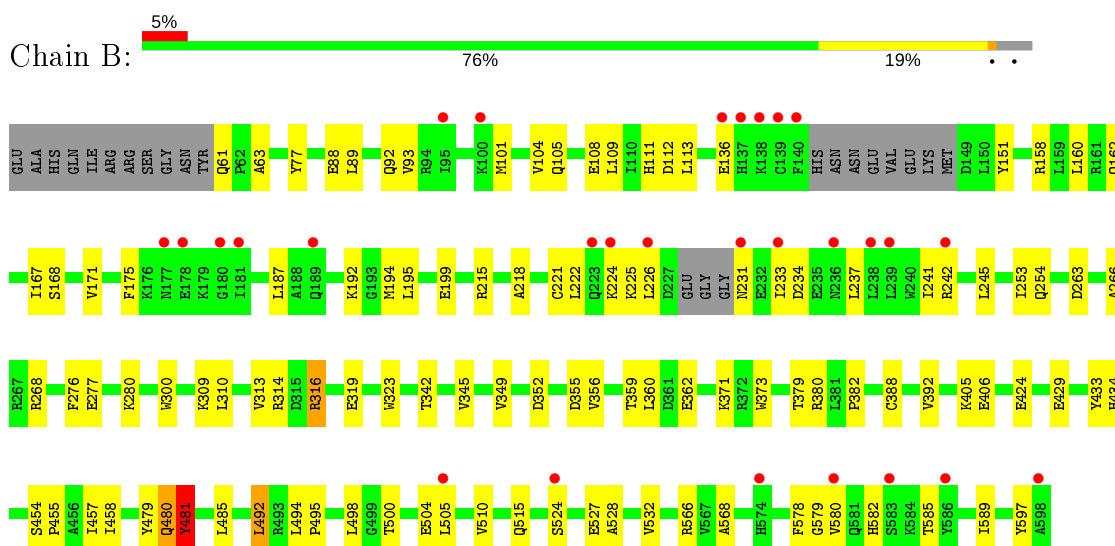 5%
Chain B:
76% 19% • •
GLU ALA HIS GLN ILE ARG ARG SER GLY ASN TYR Q61 P62 A63 Y77 E88 L89 Q92 V93 R94 I95 K100 M101 V104 Q105 E108 L109 I110 H111 D112 L113 E136 H137 K138 C139 F140 HIS ASN ASN GLU VAL GLU LYS MET D149 L150 Y151 R158 L159 L160 R161 Q162
I167 S168 V171 F175 K176 N177 E178 K179 G180 I181 L187 A188 Q189 K192 G193 M194 L195 E199 R215 A218 C221 L222 Q223 K224 K225 L226 D227 GLU GLY GLY N231 E232 I233 D234 E235 N236 L237 L238 L239 W240 I241 R242 L245 I253 Q254 D263 A266
R267 R268 F276 E277 K280 W300 K309 L310 V313 R314 D315 R316 E319 W323 T342 V345 V349 D352 D355 V356 T359 L360 D361 E362 K371 R372 W373 T379 R380 L381 P382 C388 V392 K405 E406 E424 E429 Y433 H434
S454 P455 A456 I457 I458 Y479 Q480 Y481 L485 L492 R493 L494 P495 L498 G499 T500 E504 L505 V510 Q515 S524 E527 A528 V532 R566 V567 A568 H574 F578 G579 V580 Q581 H582 S583 K584 T585 Y586 I589 Y597 A598